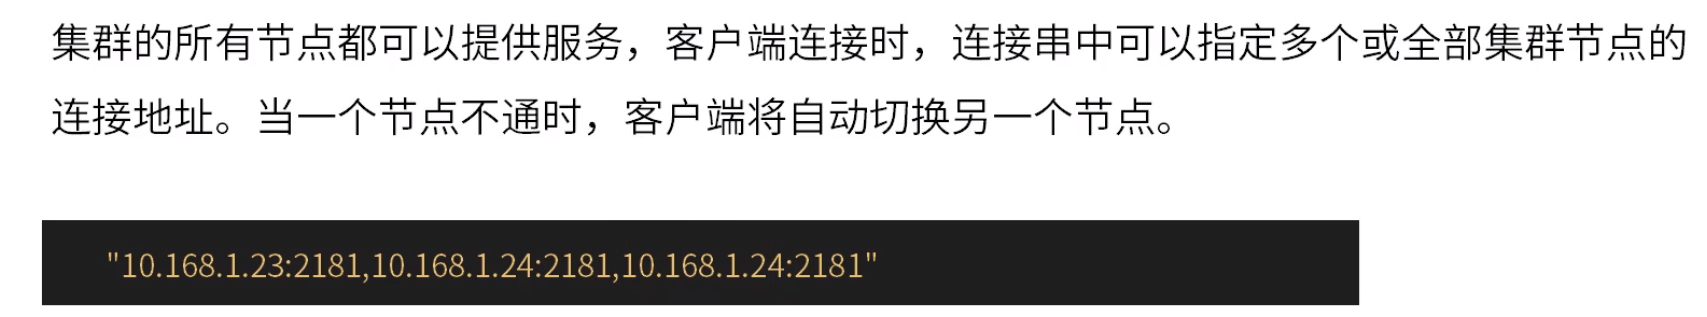 集群的所有节点都可以提供服务，客户端连接时，连接串中可以指定多个或全部集群节点的
连接地址。当一个节点不通时，客户端将自动切换另一个节点。
"10.168.1.23:2181,10.168.1.24:2181,10.168.1.24:2181"